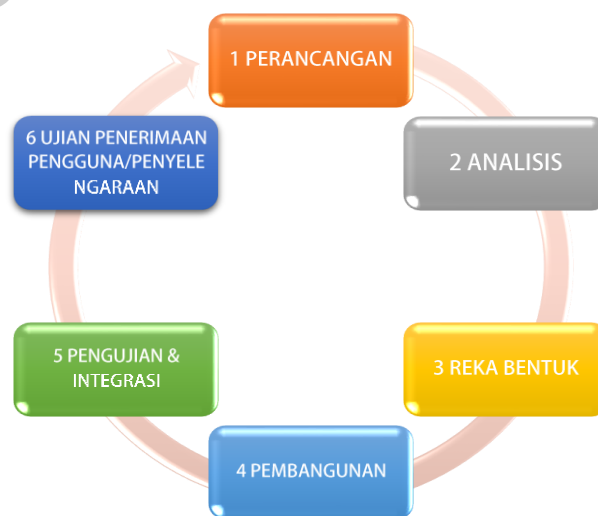 1 PERANCANGAN
2 ANALISIS
3 REKA BENTUK
4 PEMBANGUNAN
5 PENGUJIAN &
INTEGRASI
6 UJIAN PENERIMAAN
PENGGUNA/PENYELE
NGARAAN